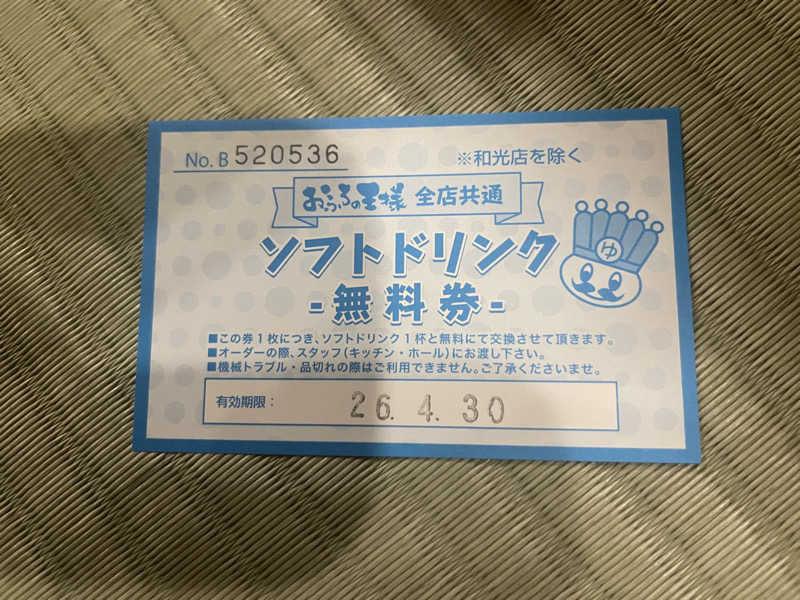 No. B 520536
※和光店を除く
おふろの王様 全店共通
ソフトドリンク
-無料券-
ゆ
■この券1枚につき、ソフトドリンク1杯と無料にて交換させて頂きます。
■オーダーの際、スタッフ(キッチン・ホール)にお渡し下さい。
■機械トラブル・品切れの際はご利用できません。ご了承くださいませ。
有効期限: 26. 4. 30